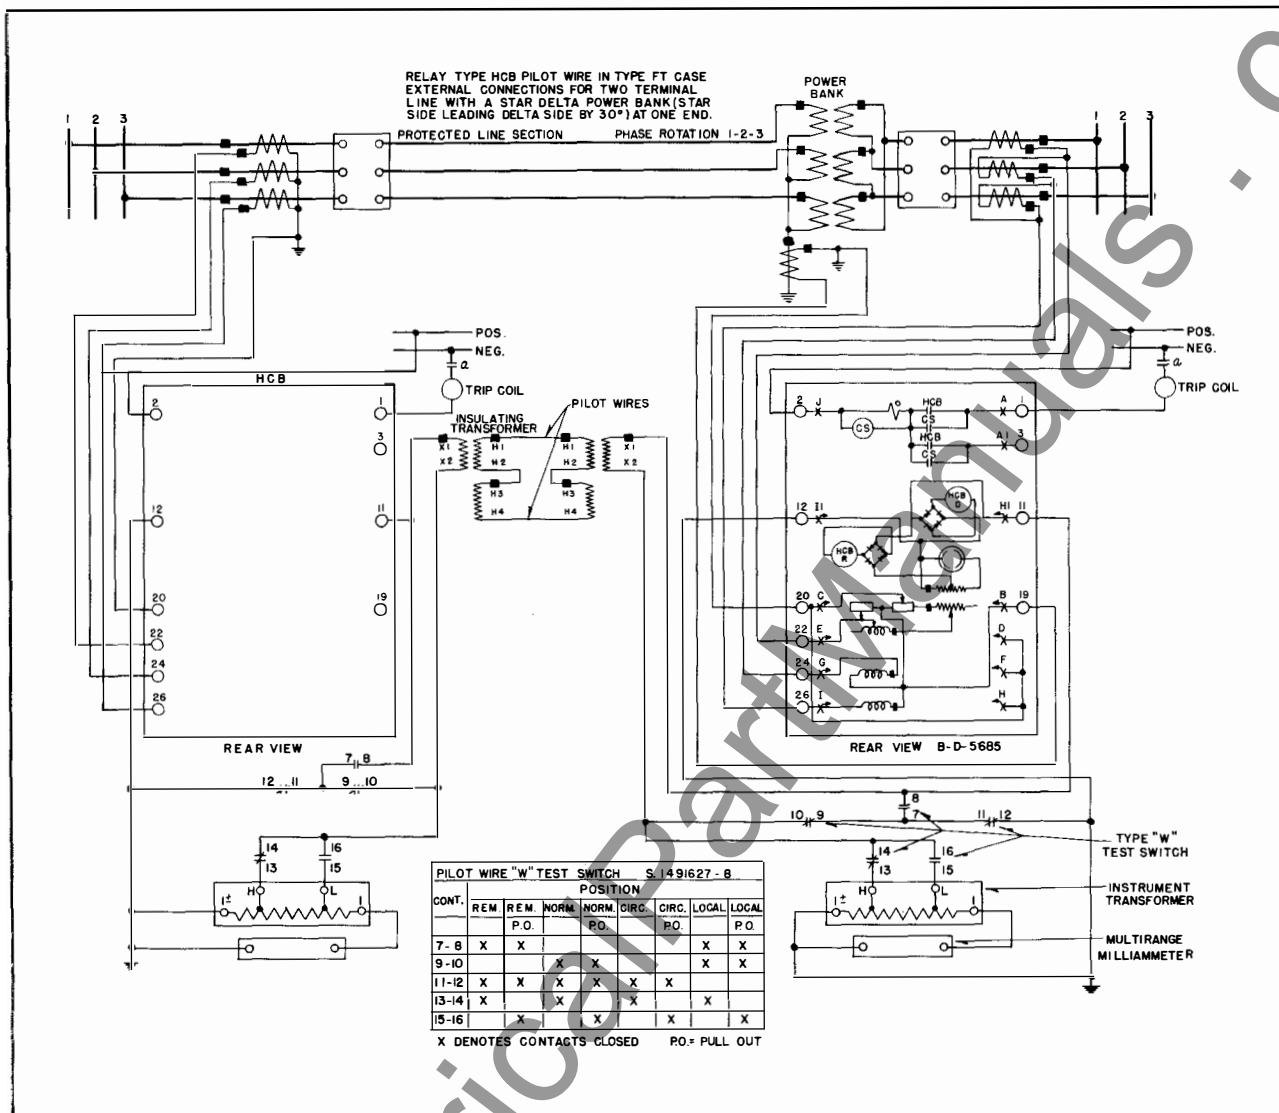 RELAY TYPE HCB PILOT WIRE IN TYPE FT CASE
EXTERNAL CONNECTIONS FOR TWO TERMINAL
LINE WITH A STAR DELTA POWER BANK (STAR
SIDE LEADING DELTA SIDE BY 30°) AT ONE END.
PROTECTED LINE SECTION PHASE ROTATION 1-2-3
POWER
BANK
1 2 3
1 2 3
POS.
NEG.
a
TRIP COIL
POS.
NEG.
a
TRIP COIL
HCB
2 1
3
12 11
20 19
22
24
26
REAR VIEW
INSULATING
TRANSFORMER
PILOT WIRES
X1 H1 H1 X1
X2 H2 H2 X2
H3 H3
H4 H4
2 J HCB A 1
CS CS
HCB A1 3
CS
HCB
O
12 I1 H1 11
HCB
R
20 C B 19
22 E D
24 G F
26 I H
REAR VIEW B-D-5685
7 8
12 11 9 10
14 16
13 15
H L
1± 1
8
7
10 9 11 12
14 16
13 15
H L
1± 1
TYPE "W"
TEST SWITCH
INSTRUMENT
TRANSFORMER
MULTIRANGE
MILLIAMMETER
PILOT WIRE "W" TEST SWITCH S.1491627-8
POSITION
CONT. REM. REM. NORM. NORM. CIRC. CIRC. LOCAL LOCAL
P.O. P.O. P.O. P.O.
7-8 X X X X
9-10 X X X X
11-12 X X X X X X
13-14 X X X X
15-16 X X X X
X DENOTES CONTACTS CLOSED P.O.= PULL OUT